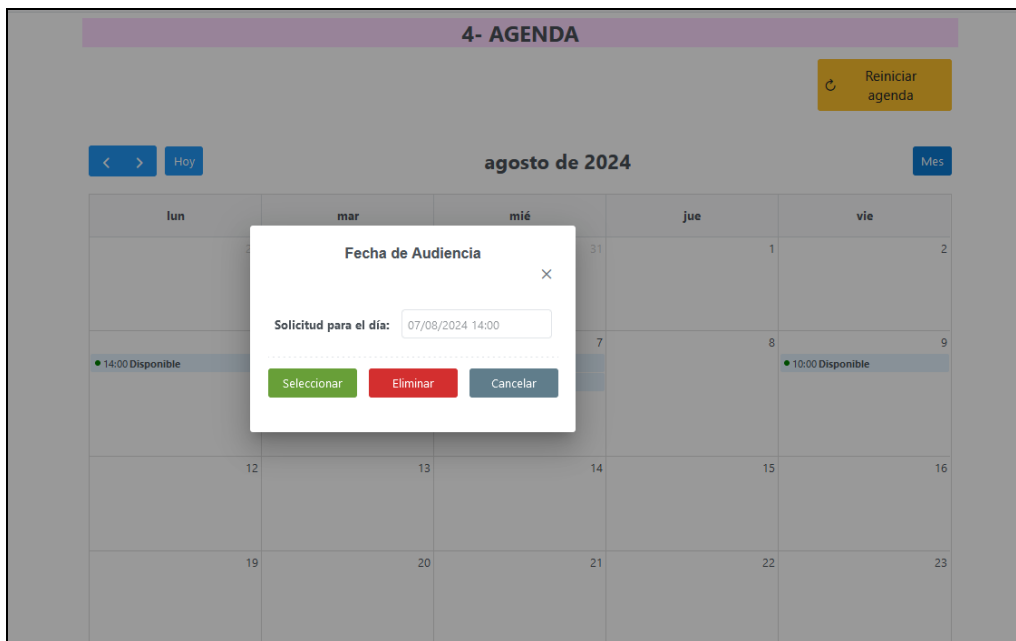 4- AGENDA
Reiniciar
agenda
Hoy
agosto de 2024
Mes
lun
mar
mié
jue
vie
31
1
2
Fecha de Audiencia
Solicitud para el día:
07/08/2024 14:00
Seleccionar
Eliminar
Cancelar
7
8
9
14:00 Disponible
10:00 Disponible
12
13
14
15
16
19
20
21
22
23